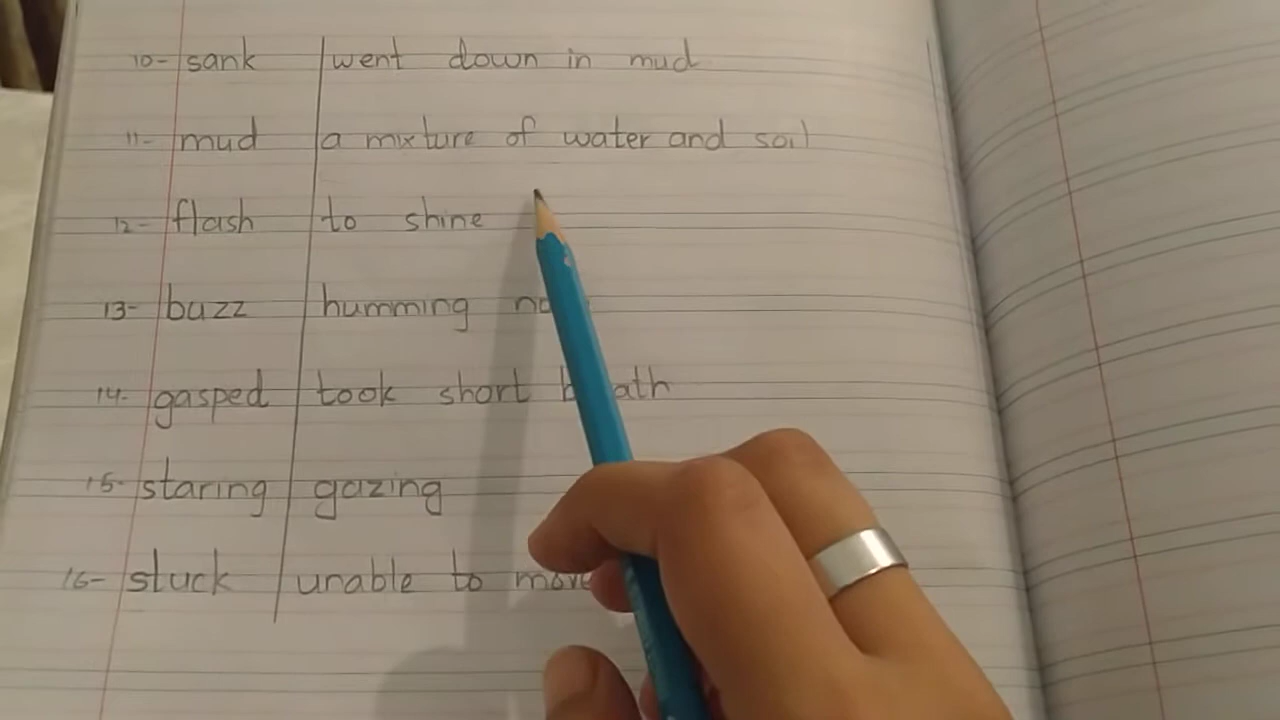 10- sank went down in mud
11- mud a mixture of water and soil
12- flash to shine
13- buzz humming
14- gasped took short
15- staring gazing
16- stuck unable to move